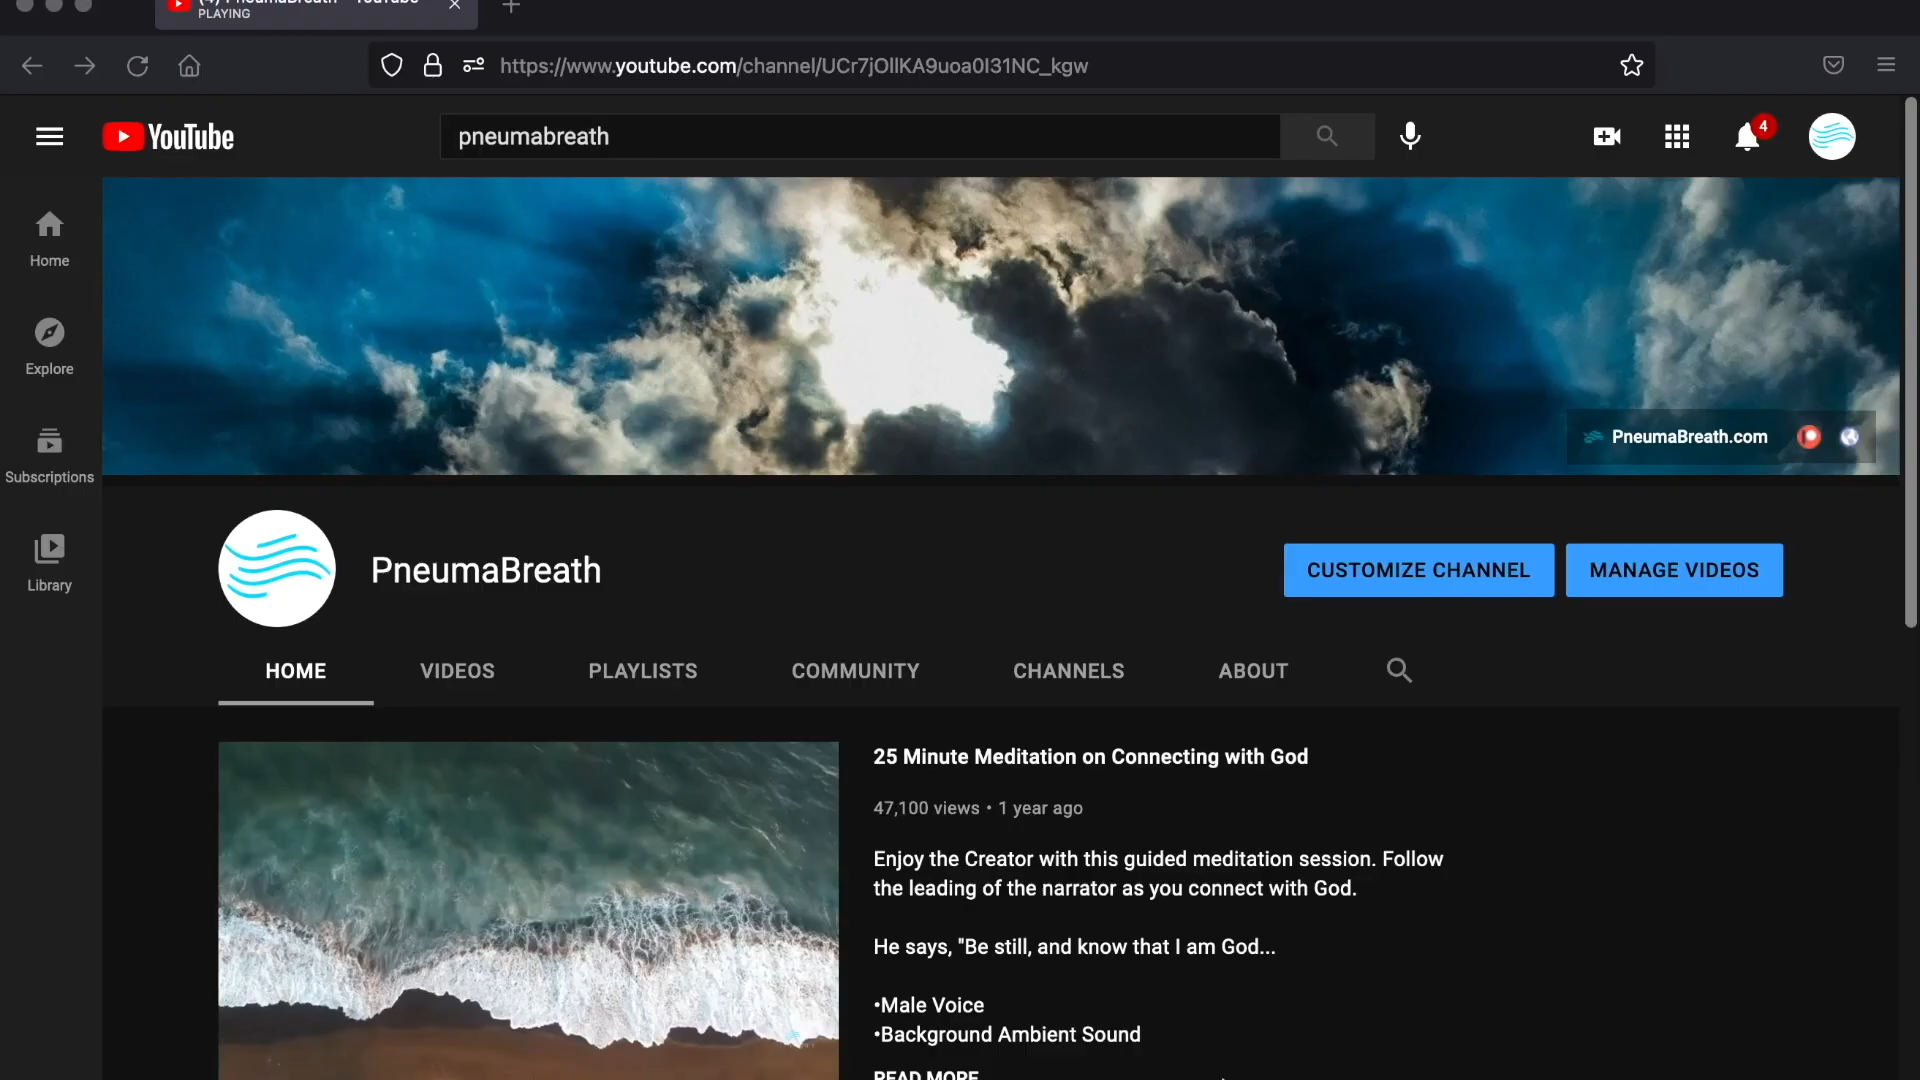 PLAYING
https://www.youtube.com/channel/UCr7jOllKA9uoa0I31NC_kgw
YouTube
pneumabreath
4
Home
Explore
Subscriptions
Library
PneumaBreath.com
PneumaBreath
CUSTOMIZE CHANNEL
MANAGE VIDEOS
HOME VIDEOS PLAYLISTS COMMUNITY CHANNELS ABOUT
25 Minute Meditation on Connecting with God
47,100 views • 1 year ago
Enjoy the Creator with this guided meditation session. Follow
the leading of the narrator as you connect with God.
He says, "Be still, and know that I am God...
•Male Voice
•Background Ambient Sound
READ MORE